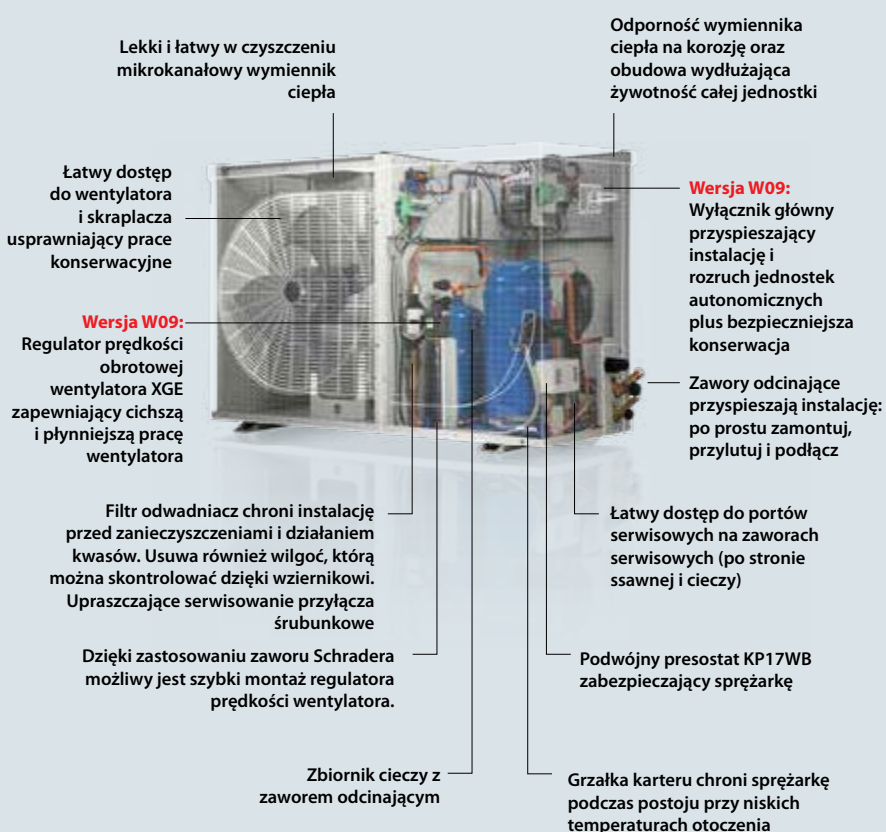 Lekki i łatwy w czyszczeniu
mikrokanałowy wymiennik
ciepła
Odporność wymiennika
ciepła na korozję oraz
obudowa wydłużająca
żywotność całej jednostki
Łatwy dostęp
do wentylatora
i skraplacza
usprawniający prace
konserwacyjne
Wersja W09:
Wyłącznik główny
przyspieszający
instalację i
rozruch jednostek
autonomicznych
plus bezpieczniejsza
konserwacja
Wersja W09:
Regulator prędkości
obrotowej
wentylatora XGE
zapewniający cichszą
i płynniejszą pracę
wentylatora
Zawory odcinające
przyspieszają instalację:
po prostu zamontuj,
przylutuj i podłącz
Filtr odwadniacz chroni instalację
przed zanieczyszczeniami i działaniem
kwasów. Usuwa również wilgoć, którą
można skontrolować dzięki wziernikowi.
Upraszczające serwisowanie przyłącza
śrubunkowe
Łatwy dostęp do portów
serwisowych na zaworach
serwisowych (po stronie
ssawnej i cieczy)
Dzięki zastosowaniu zaworu Schradera
możliwy jest szybki montaż regulatora
prędkości wentylatora.
Podwójny presostat KP17WB
zabezpieczający sprężarkę
Zbiornik cieczy z
zaworem odcinającym
Grzałka karteru chroni sprężarkę
podczas postoju przy niskich
temperaturach otoczenia